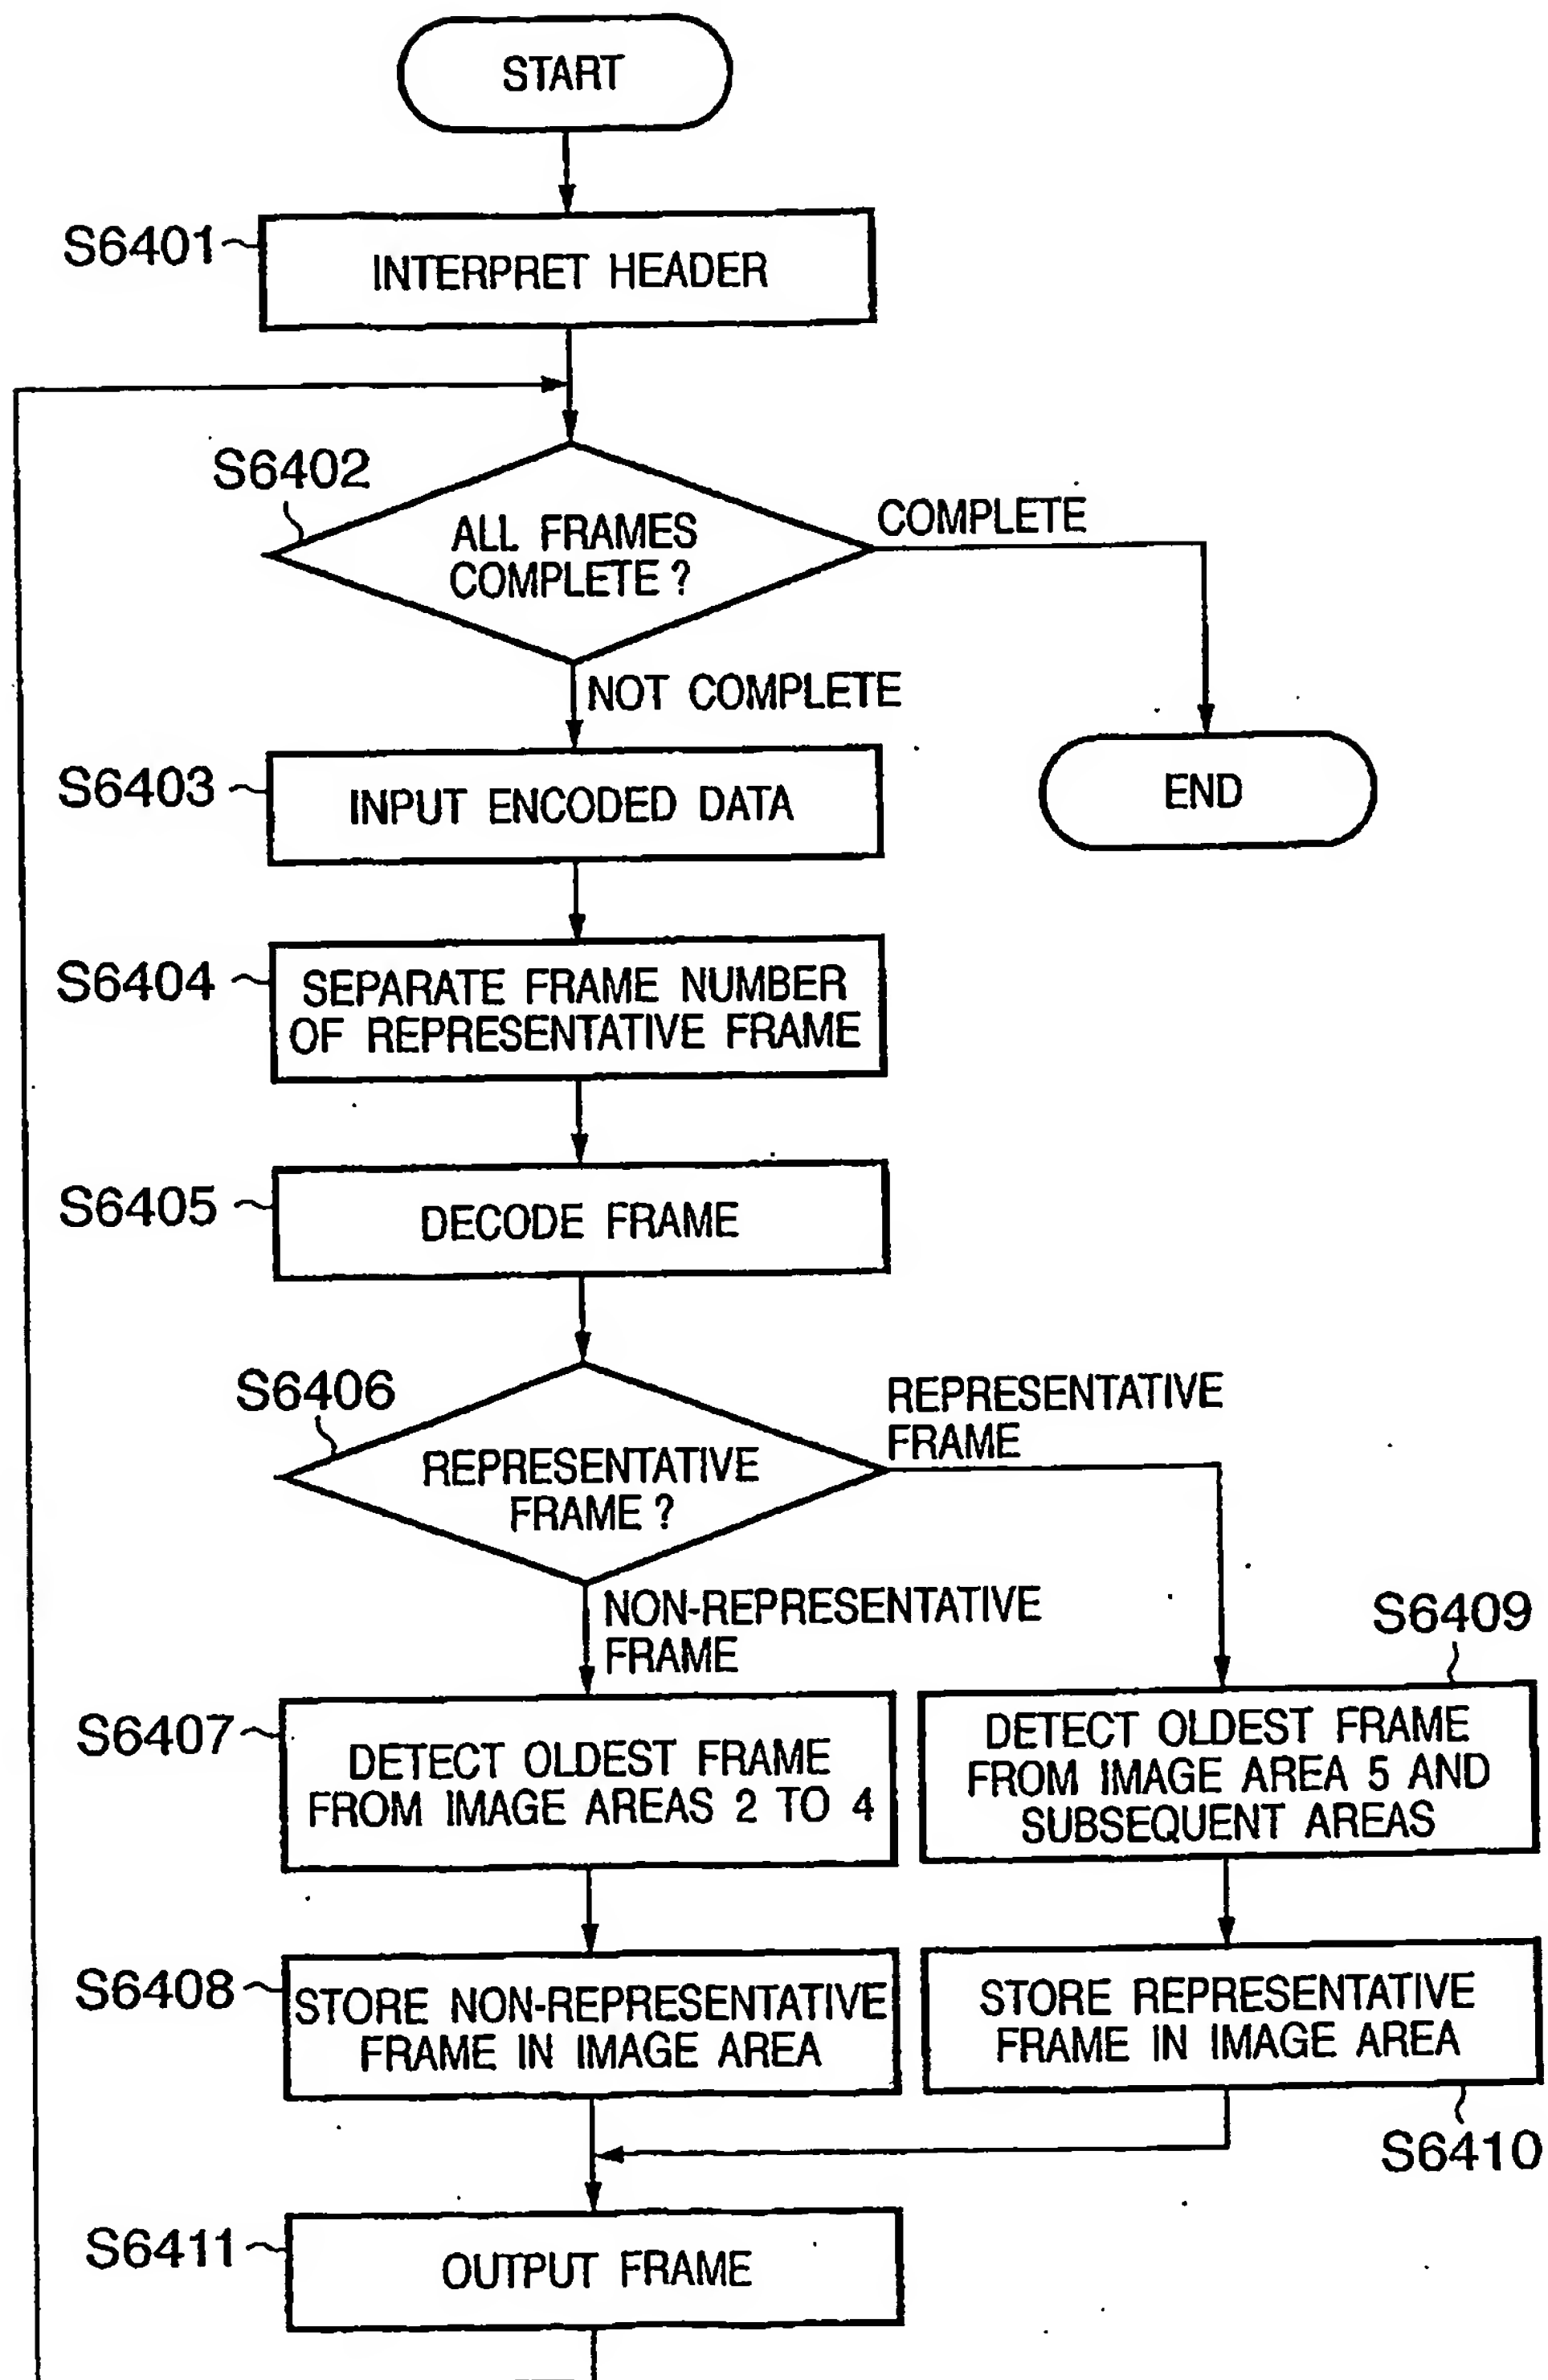 START
S6401
INTERPRET HEADER
S6402
ALL FRAMES
COMPLETE ?
COMPLETE
NOT COMPLETE
END
S6403
INPUT ENCODED DATA
S6404
SEPARATE FRAME NUMBER
OF REPRESENTATIVE FRAME
S6405
DECODE FRAME
S6406
REPRESENTATIVE
FRAME ?
REPRESENTATIVE
FRAME
NON-REPRESENTATIVE
FRAME
S6407
DETECT OLDEST FRAME
FROM IMAGE AREAS 2 TO 4
S6409
DETECT OLDEST FRAME
FROM IMAGE AREA 5 AND
SUBSEQUENT AREAS
S6408
STORE NON-REPRESENTATIVE
FRAME IN IMAGE AREA
STORE REPRESENTATIVE
FRAME IN IMAGE AREA
S6410
S6411
OUTPUT FRAME